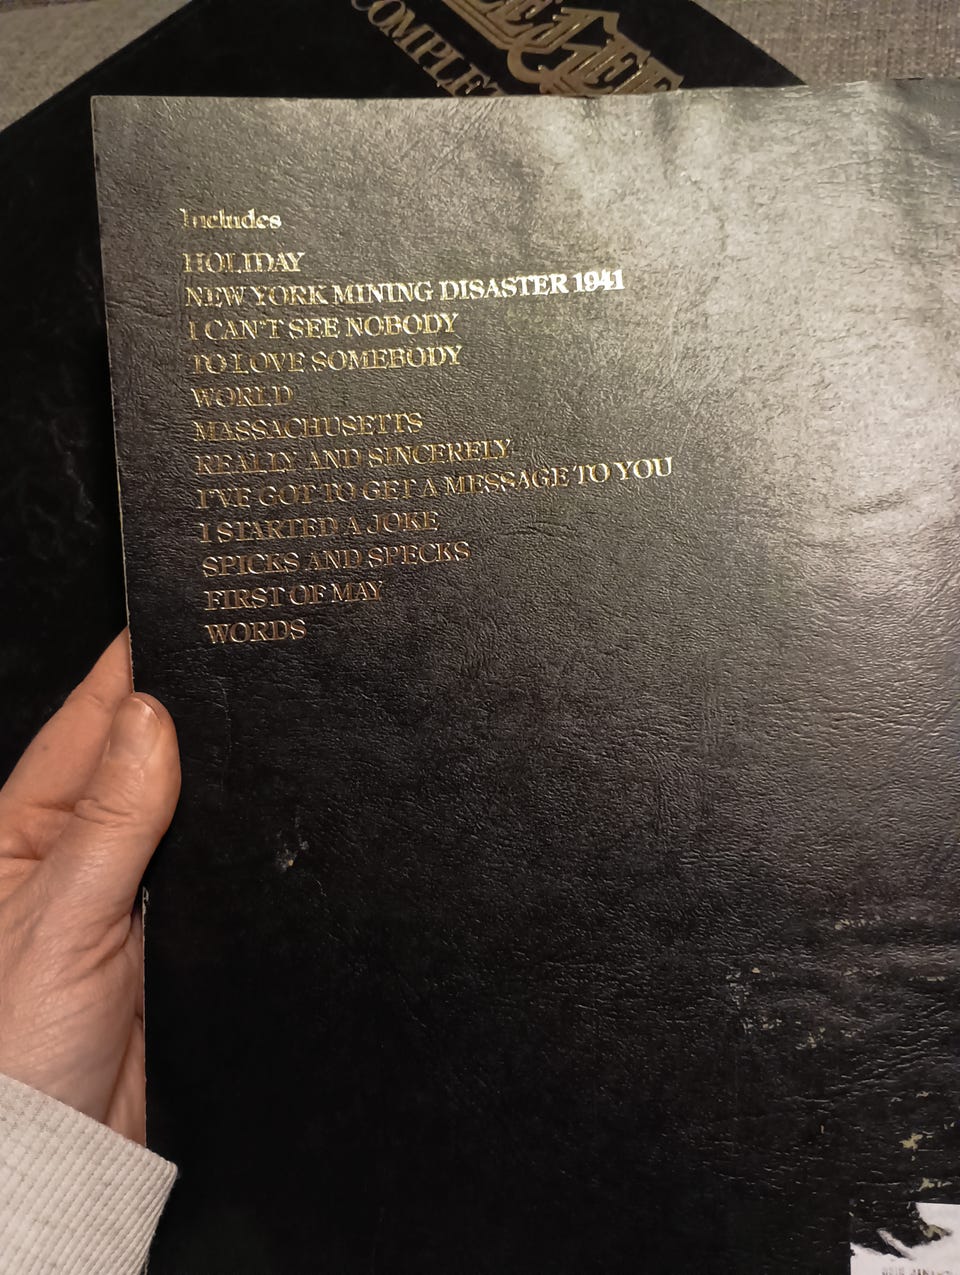 COMPLET
Includes
HOLIDAY
NEW YORK MINING DISASTER 1941
I CAN'T SEE NOBODY
TO LOVE SOMEBODY
WORLD
MASSACHUSETTS
REALLY AND SINCERELY
I'VE GOT TO GET A MESSAGE TO YOU
I STARTED A JOKE
SPICKS AND SPECKS
FIRST OF MAY
WORDS